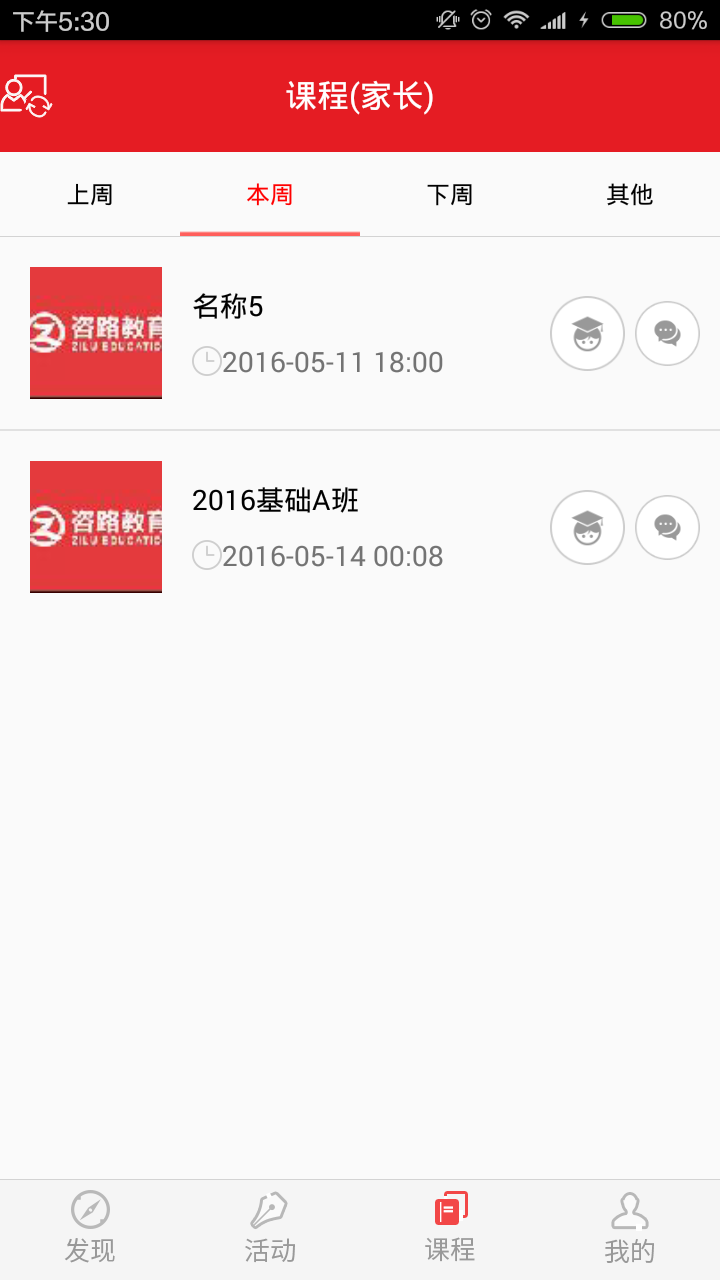 下午5:30
80%
课程(家长)
上周 本周 下周 其他
咨路教育
ZILU EDUCATIO
名称5
2016-05-11 18:00
咨路教育
ZILU EDUCATIO
2016基础A班
2016-05-14 00:08
发现 活动 课程 我的